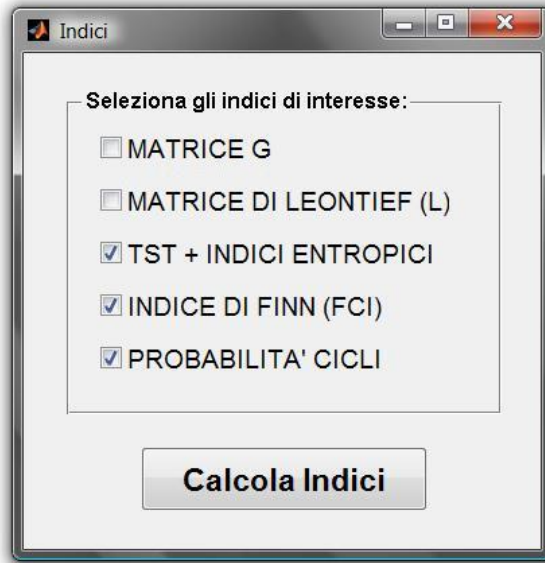 Indici
Seleziona gli indici di interesse:
MATRICE G
MATRICE DI LEONTIEF (L)
TST + INDICI ENTROPICI
INDICE DI FINN (FCI)
PROBABILITA' CICLI
Calcola Indici